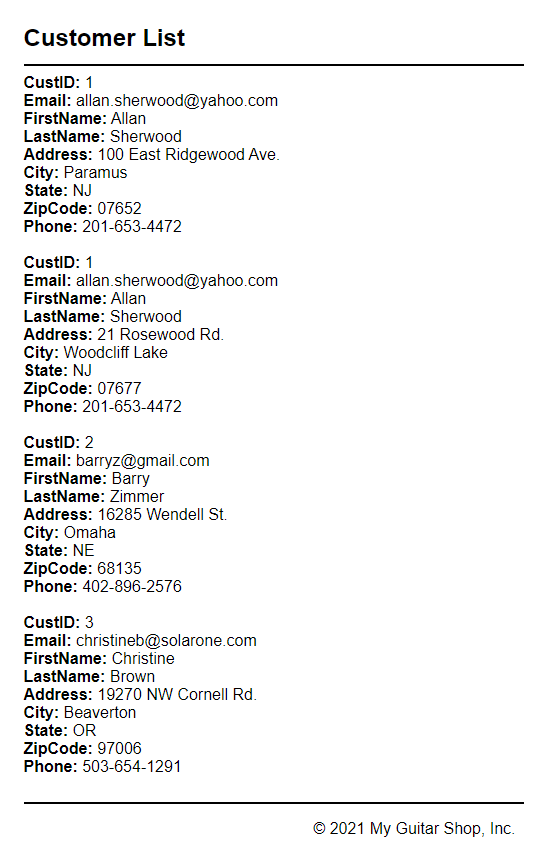 Customer List
CustID: 1
Email: allan.sherwood@yahoo.com
FirstName: Allan
LastName: Sherwood
Address: 100 East Ridgewood Ave.
City: Paramus
State: NJ
ZipCode: 07652
Phone: 201-653-4472
CustID: 1
Email: allan.sherwood@yahoo.com
FirstName: Allan
LastName: Sherwood
Address: 21 Rosewood Rd.
City: Woodcliff Lake
State: NJ
ZipCode: 07677
Phone: 201-653-4472
CustID: 2
Email: barryz@gmail.com
FirstName: Barry
LastName: Zimmer
Address: 16285 Wendell St.
City: Omaha
State: NE
ZipCode: 68135
Phone: 402-896-2576
CustID: 3
Email: christineb@solarone.com
FirstName: Christine
LastName: Brown
Address: 19270 NW Cornell Rd.
City: Beaverton
State: OR
ZipCode: 97006
Phone: 503-654-1291
© 2021 My Guitar Shop, Inc.